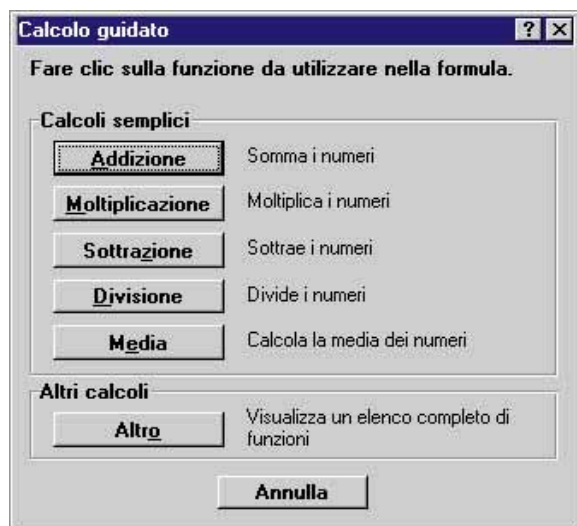 Calcolo guidato
Fare clic sulla funzione da utilizzare nella formula.
Calcoli semplici
Addizione Somma i numeri
Moltiplicazione Moltiplica i numeri
Sottrazione Sottrae i numeri
Divisione Divide i numeri
Media Calcola la media dei numeri
Altri calcoli
Altro Visualizza un elenco completo di
funzioni
Annulla